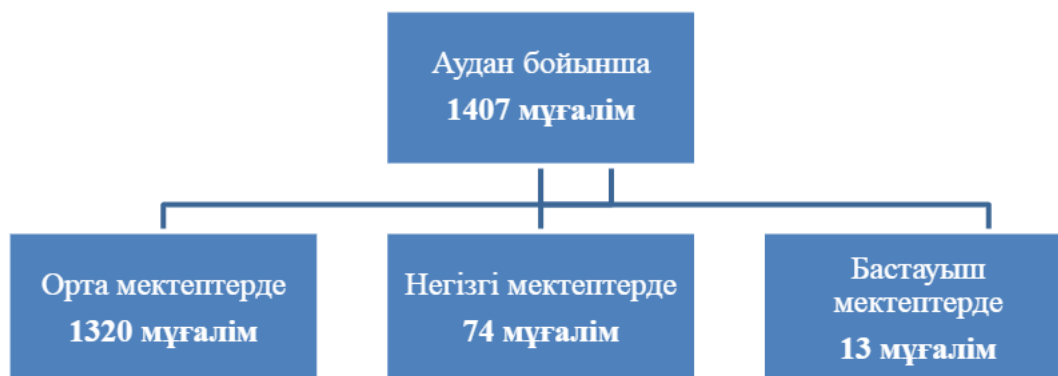 Аудан бойынша
1407 мұғалім
Орта мектептерде
1320 мұғалім
Негізгі мектептерде
74 мұғалім
Бастауыш
мектептерде
13 мұғалім